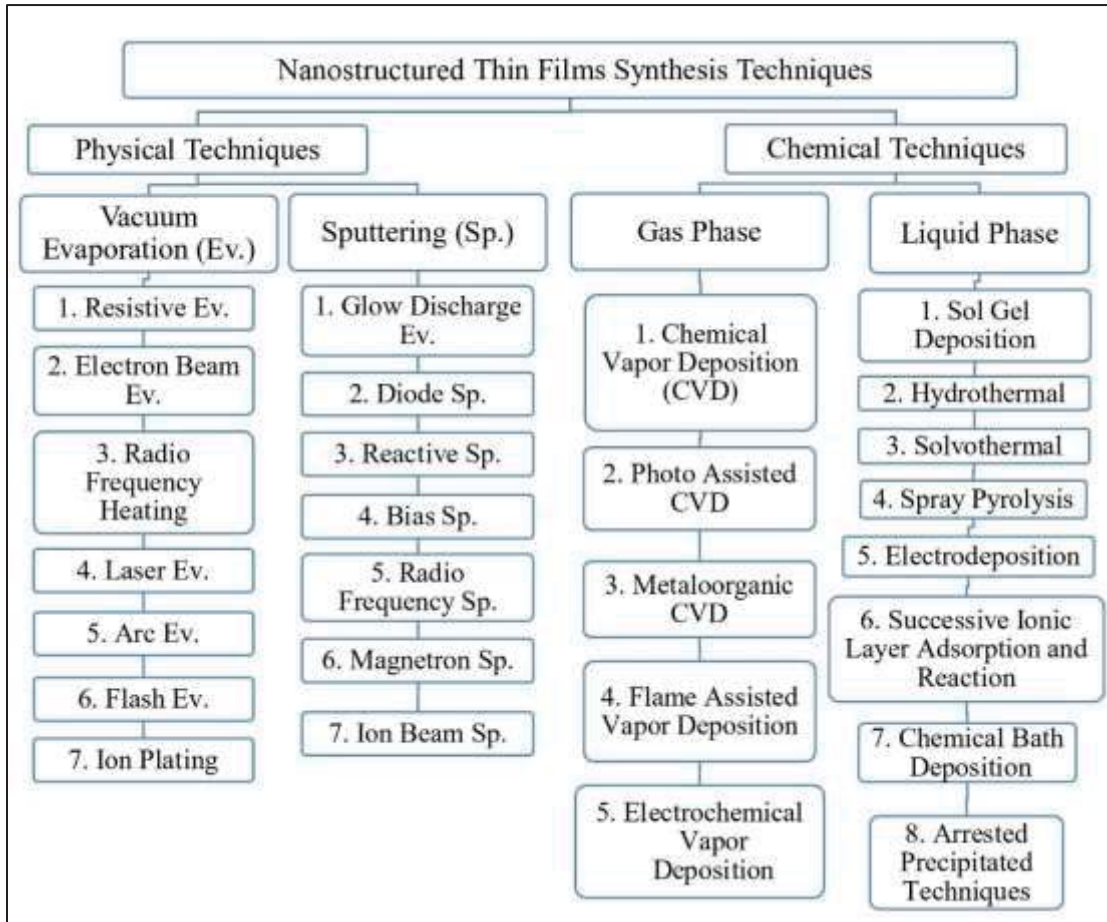 Nanostructured Thin Films Synthesis Techniques
Physical Techniques
Chemical Techniques
Vacuum
Evaporation (Ev.)
Sputtering (Sp.)
Gas Phase
Liquid Phase
1. Resistive Ev.
2. Electron Beam
Ev.
3. Radio
Frequency
Heating
4. Laser Ev.
5. Arc Ev.
6. Flash Ev.
7. Ion Plating
1. Glow Discharge
Ev.
2. Diode Sp.
3. Reactive Sp.
4. Bias Sp.
5. Radio
Frequency Sp.
6. Magnetron Sp.
7. Ion Beam Sp.
1. Chemical
Vapor Deposition
(CVD)
2. Photo Assisted
CVD
3. Metaloorganic
CVD
4. Flame Assisted
Vapor Deposition
5. Electrochemical
Vapor
Deposition
1. Sol Gel
Deposition
2. Hydrothermal
3. Solvothermal
4. Spray Pyrolysis
5. Electrodeposition
6. Successive Ionic
Layer Adsorption and
Reaction
7. Chemical Bath
Deposition
8. Arrested
Precipitated
Techniques